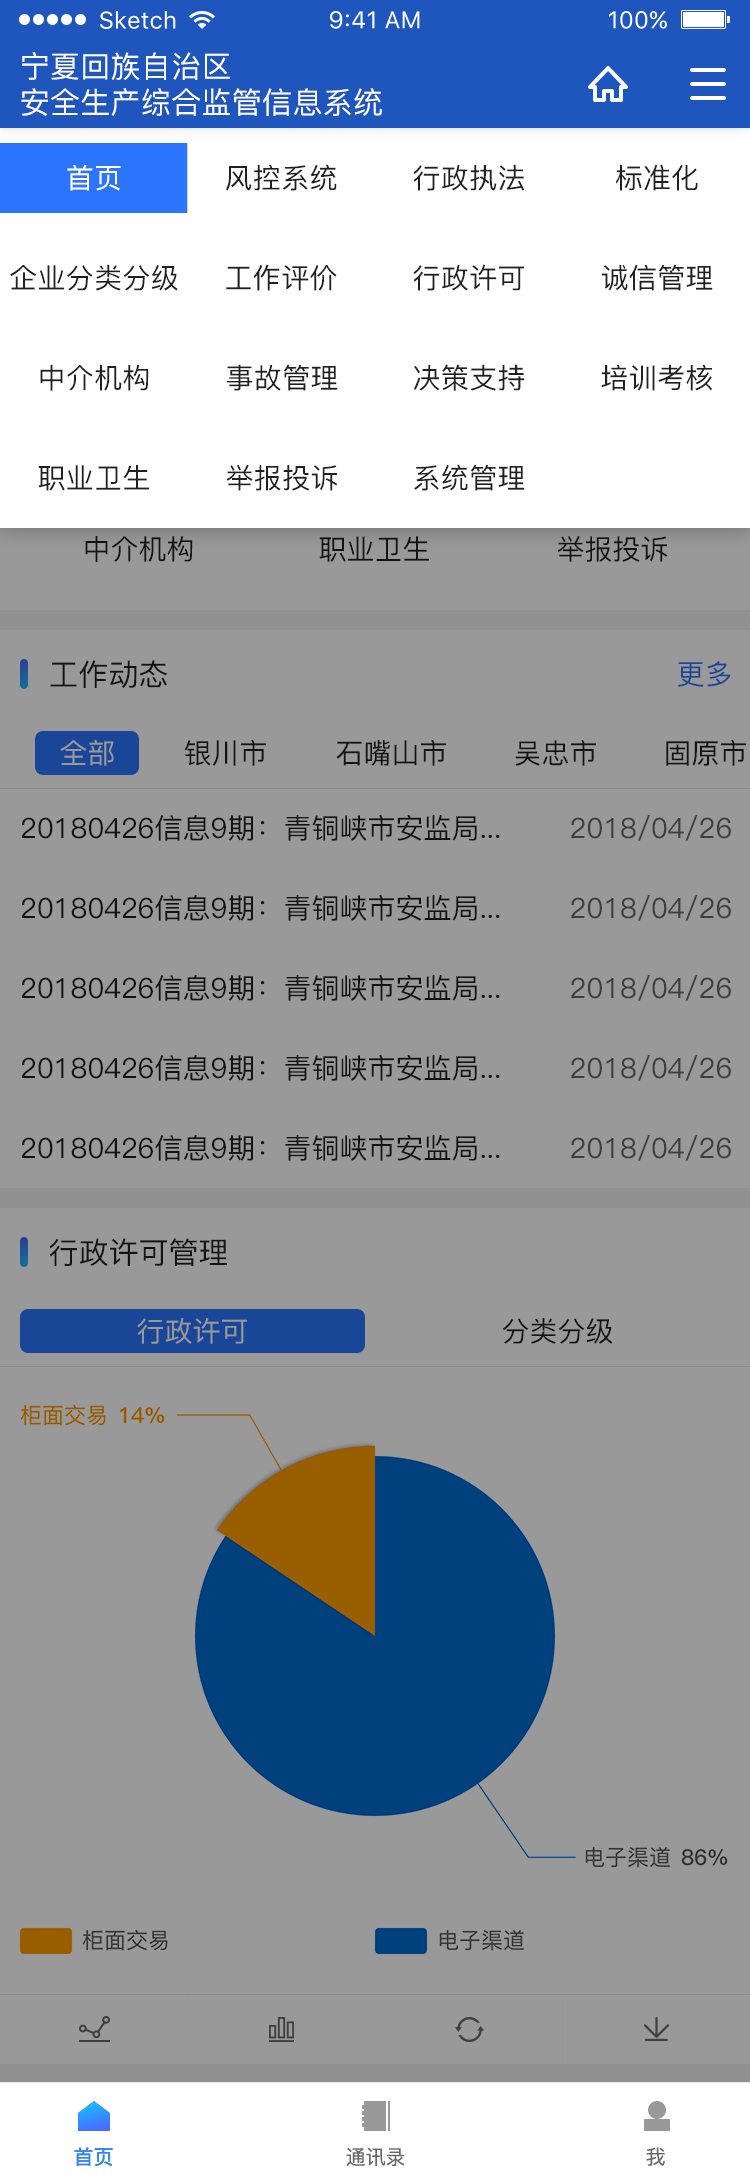 Sketch 9:41 AM 100%
宁夏回族自治区
安全生产综合监管信息系统
首页 风控系统 行政执法 标准化
企业分类分级 工作评价 行政许可 诚信管理
中介机构 事故管理 决策支持 培训考核
职业卫生 举报投诉 系统管理
中介机构 职业卫生 举报投诉
工作动态 更多
全部 银川市 石嘴山市 吴忠市 固原市
20180426信息9期：青铜峡市安监局... 2018/04/26
20180426信息9期：青铜峡市安监局... 2018/04/26
20180426信息9期：青铜峡市安监局... 2018/04/26
20180426信息9期：青铜峡市安监局... 2018/04/26
20180426信息9期：青铜峡市安监局... 2018/04/26
行政许可管理
行政许可 分类分级
柜面交易 14%
电子渠道 86%
柜面交易 电子渠道
首页 通讯录 我